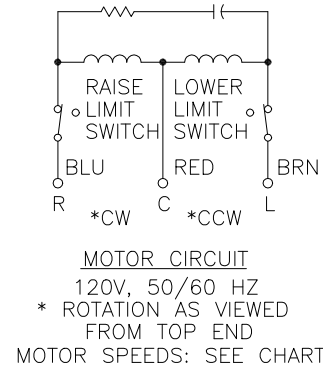 RAISE LOWER
LIMIT LIMIT
SWITCH SWITCH
BLU RED BRN
R C L
*CW *CCW
MOTOR CIRCUIT
120V, 50/60 HZ
* ROTATION AS VIEWED
FROM TOP END
MOTOR SPEEDS: SEE CHART